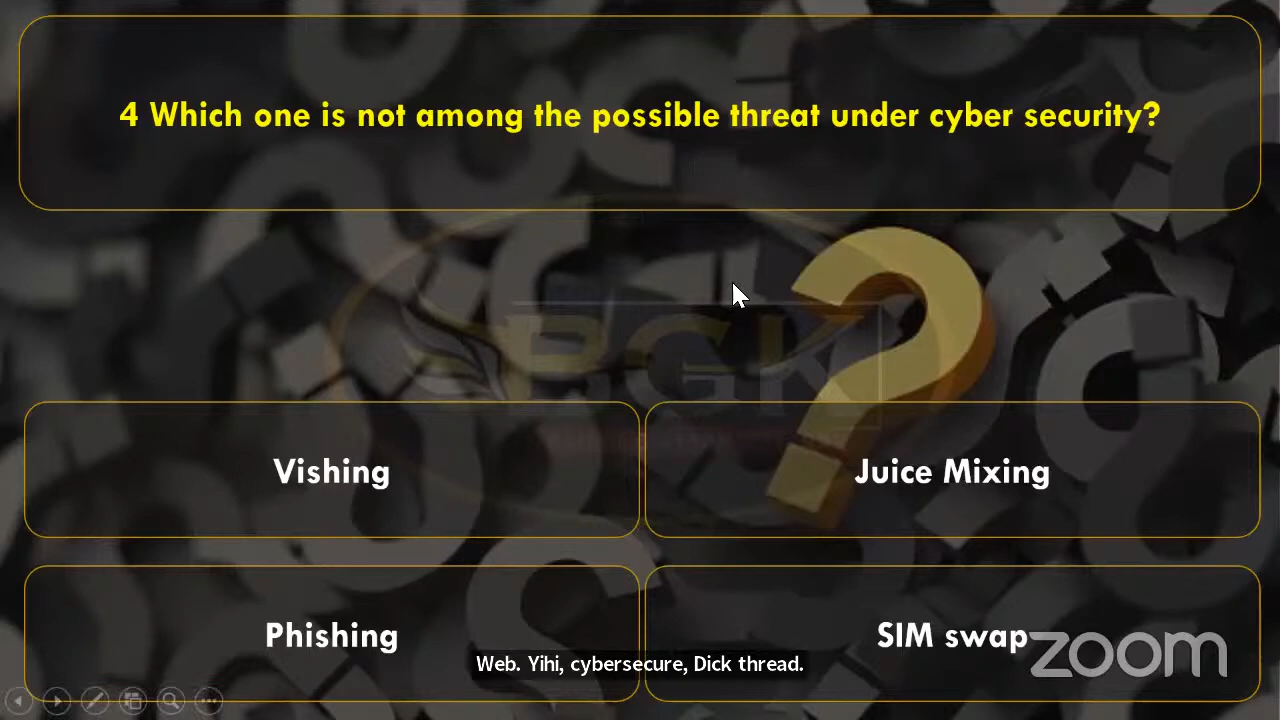 4 Which one is not among the possible threat under cyber security?
BGK
Vishing
Juice Mixing
Phishing
SIM swap
zoom
Web. Yihi, cybersecure, Dick thread.